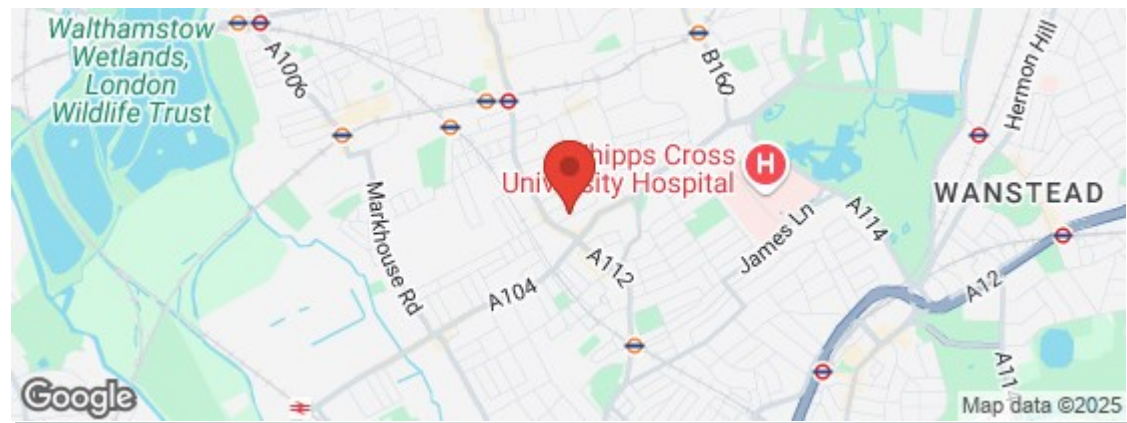 Walthamstow
Wetlands,
London
Wildlife Trust
A1006
B160
Hermon Hill
Whipps Cross
University Hospital
H
WANSTEAD
Markhouse Rd
James Ln
A114
A112
A104
A12
A114
Google
Map data ©2025